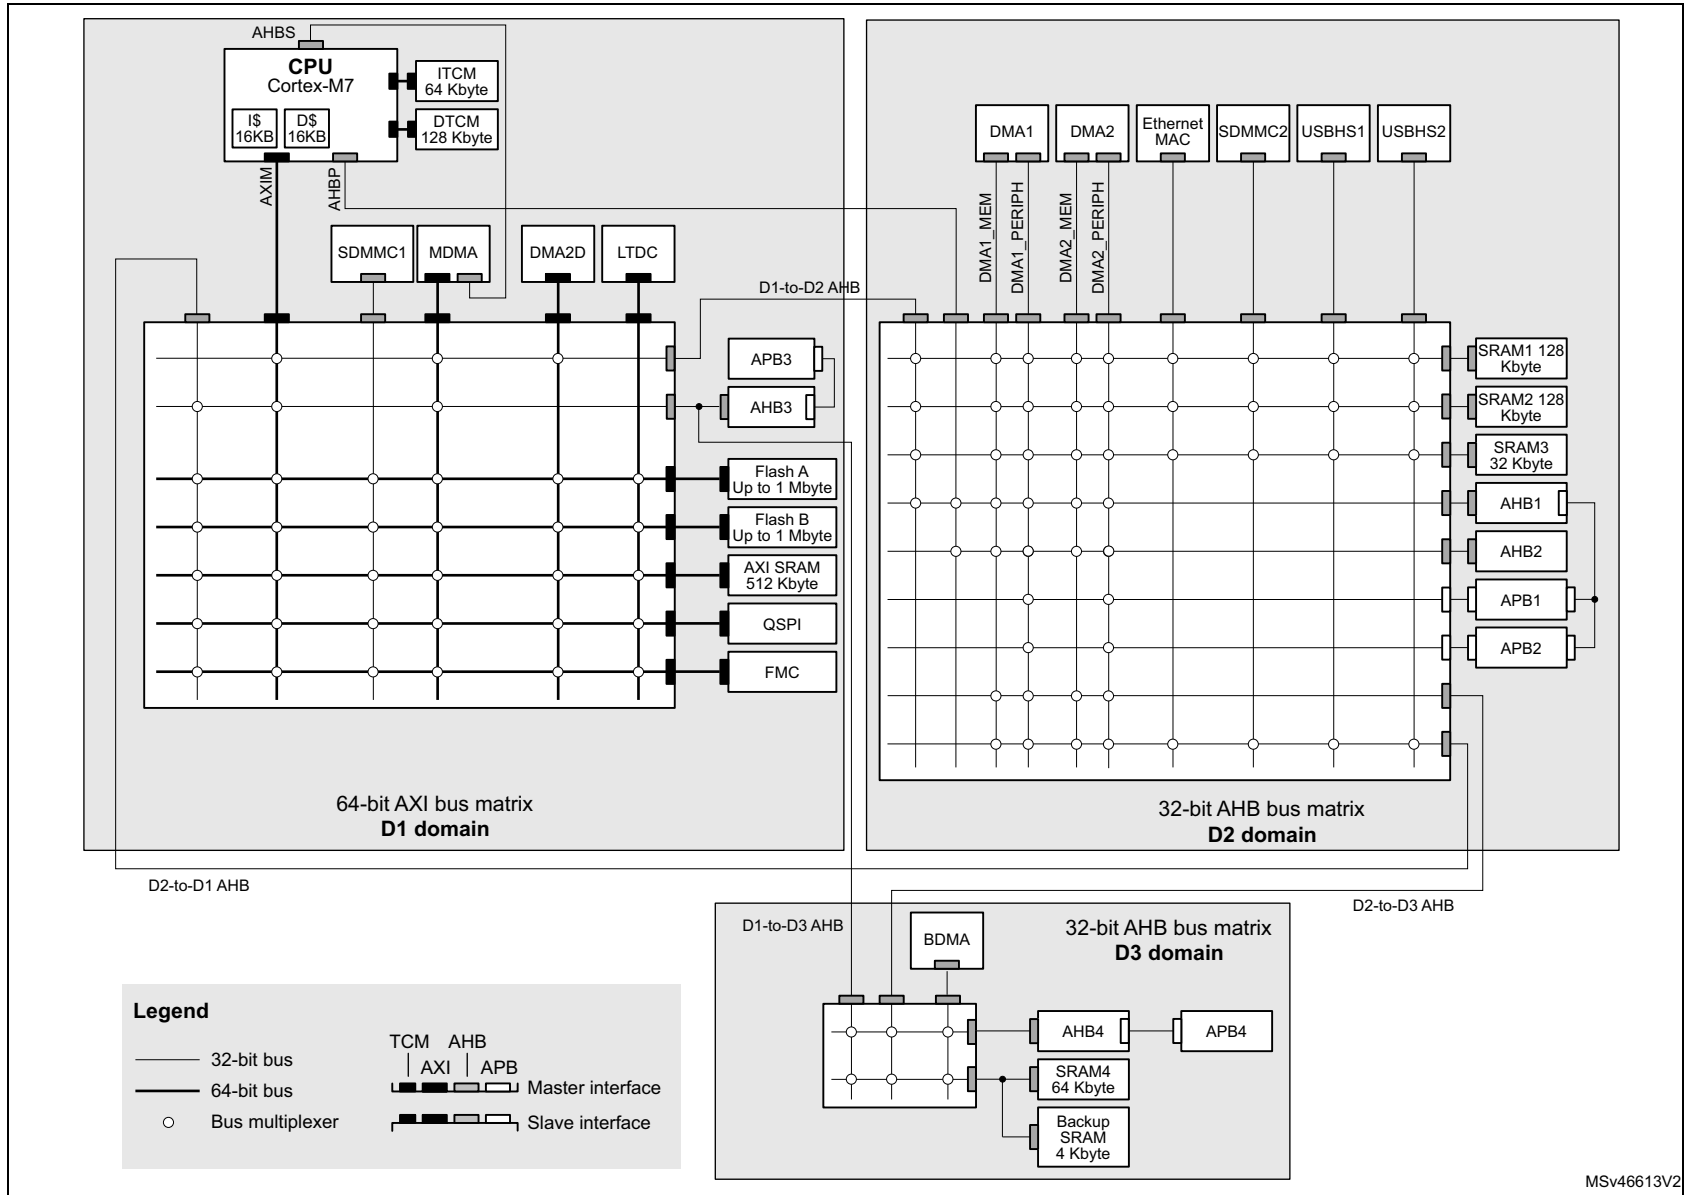 AHBS
CPU
Cortex-M7
I$
16KB
D$
16KB
ITCM
64 Kbyte
DTCM
128 Kbyte
AXIM
AHBP
SDMMC1
MDMA
DMA2D
LTDC
D1-to-D2 AHB
APB3
AHB3
Flash A
Up to 1 Mbyte
Flash B
Up to 1 Mbyte
AXI SRAM
512 Kbyte
QSPI
FMC
64-bit AXI bus matrix
D1 domain
DMA1
DMA2
Ethernet
MAC
SDMMC2
USBHS1
USBHS2
DMA1_MEM
DMA1_PERIPH
DMA2_MEM
DMA2_PERIPH
SRAM1 128
Kbyte
SRAM2 128
Kbyte
SRAM3
32 Kbyte
AHB1
AHB2
APB1
APB2
32-bit AHB bus matrix
D2 domain
D2-to-D1 AHB
D2-to-D3 AHB
D1-to-D3 AHB
BDMA
32-bit AHB bus matrix
D3 domain
AHB4
APB4
SRAM4
64 Kbyte
Backup
SRAM
4 Kbyte
Legend
32-bit bus
64-bit bus
Bus multiplexer
TCM
AHB
AXI
APB
Master interface
Slave interface
MSv46613V2